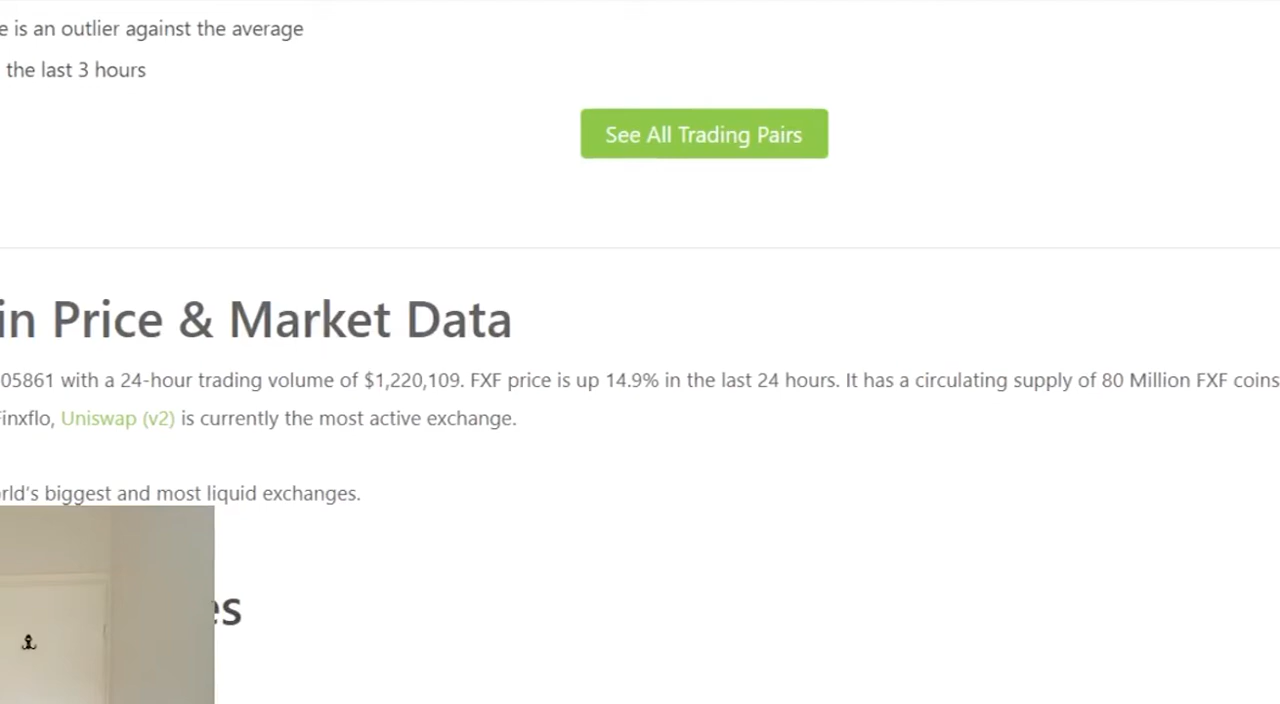 is an outlier against the average
the last 3 hours
See All Trading Pairs
in Price & Market Data
05861 with a 24-hour trading volume of $1,220,109. FXF price is up 14.9% in the last 24 hours. It has a circulating supply of 80 Million FXF coins
Finxflo, Uniswap (v2) is currently the most active exchange.
rld's biggest and most liquid exchanges.
es